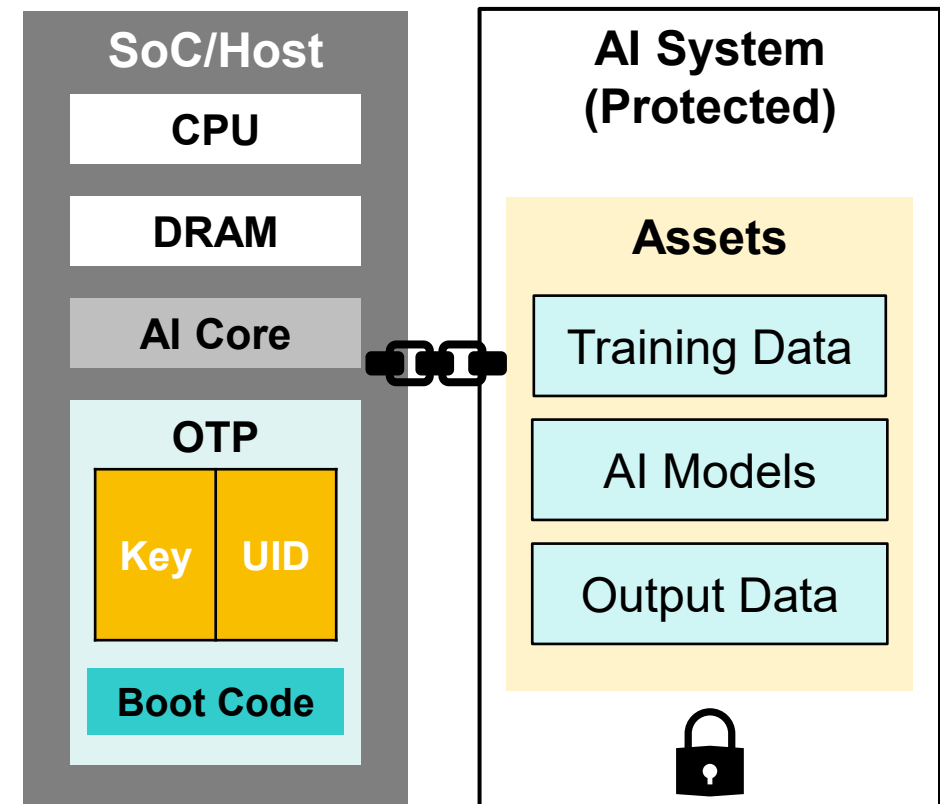 SoC/Host
CPU
DRAM
AI Core
OTP
Key
UID
Boot Code
AI System
(Protected)
Assets
Training Data
AI Models
Output Data